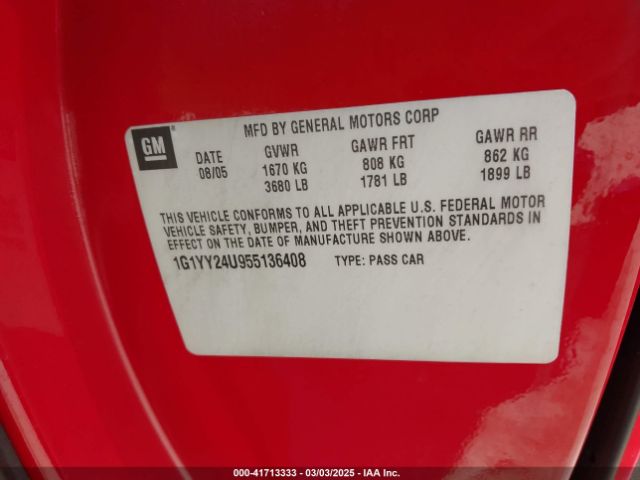 MFD BY GENERAL MOTORS CORP
GM
DATE GVWR GAWR FRT GAWR RR
08/05 1670 KG 808 KG 862 KG
3680 LB 1781 LB 1899 LB
THIS VEHICLE CONFORMS TO ALL APPLICABLE U.S. FEDERAL MOTOR
VEHICLE SAFETY, BUMPER, AND THEFT PREVENTION STANDARDS IN
EFFECT ON THE DATE OF MANUFACTURE SHOWN ABOVE.
1G1YY24U955136408 TYPE: PASS CAR
000-41713333 | 03/03/2025 | IAA Inc.